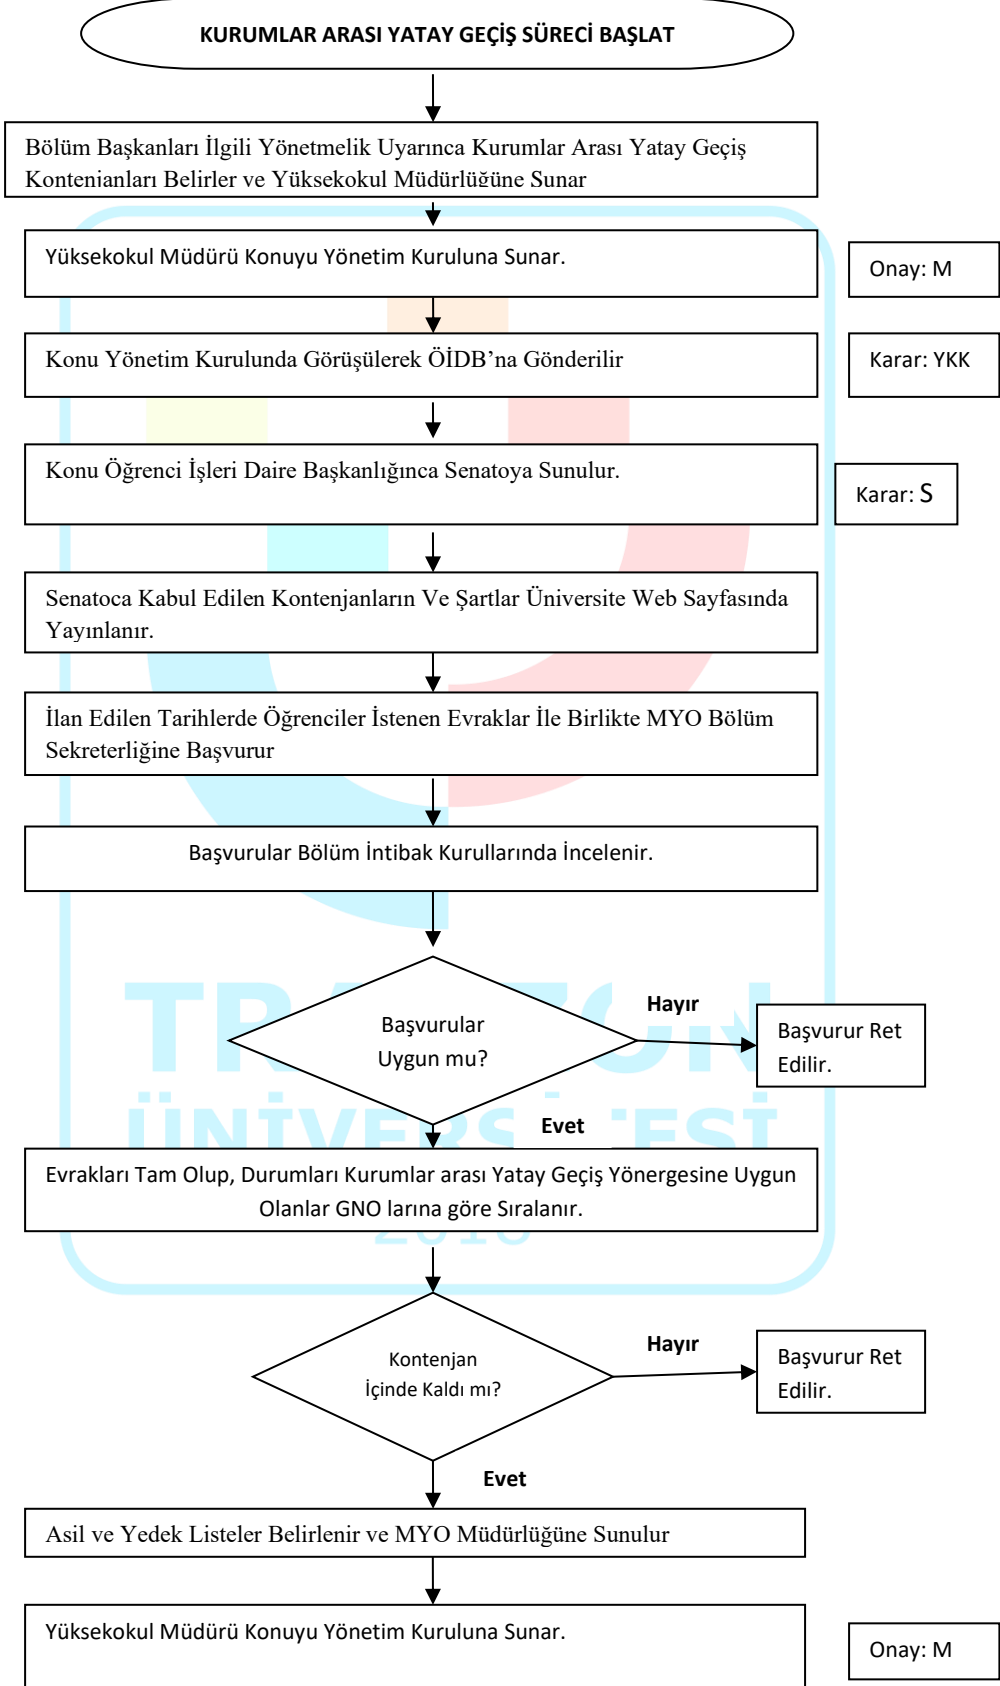 KURUMLAR ARASI YATAY GEÇİŞ SÜRECİ BAŞLAT
Bölüm Başkanları İlgili Yönetmelik Uyarınca Kurumlar Arası Yatay Geçiş
Kontenjanları Belirler ve Yüksekokul Müdürlüğüne Sunar
Yüksekokul Müdürü Konuyu Yönetim Kuruluna Sunar.
Onay: M
Konu Yönetim Kurulunda Görüşülerek ÖİDB’na Gönderilir
Karar: YKK
Konu Öğrenci İşleri Daire Başkanlığınca Senatoya Sunulur.
Karar: S
Senatoca Kabul Edilen Kontenjanların Ve Şartlar Üniversite Web Sayfasında
Yayınlanır.
İlan Edilen Tarihlerde Öğrenciler İstenen Evraklar İle Birlikte MYO Bölüm
Sekreterliğine Başvurur
Başvurular Bölüm İntibak Kurullarında İncelenir.
Başvurular
Uygun mu?
Hayır
Başvurur Ret
Edilir.
Evet
Evrakları Tam Olup, Durumları Kurumlar arası Yatay Geçiş Yönergesine Uygun
Olanlar GNO larına göre Sıralanır.
Kontenjan
İçinde Kaldı mı?
Hayır
Başvurur Ret
Edilir.
Evet
Asil ve Yedek Listeler Belirlenir ve MYO Müdürlüğüne Sunulur
Yüksekokul Müdürü Konuyu Yönetim Kuruluna Sunar.
Onay: M